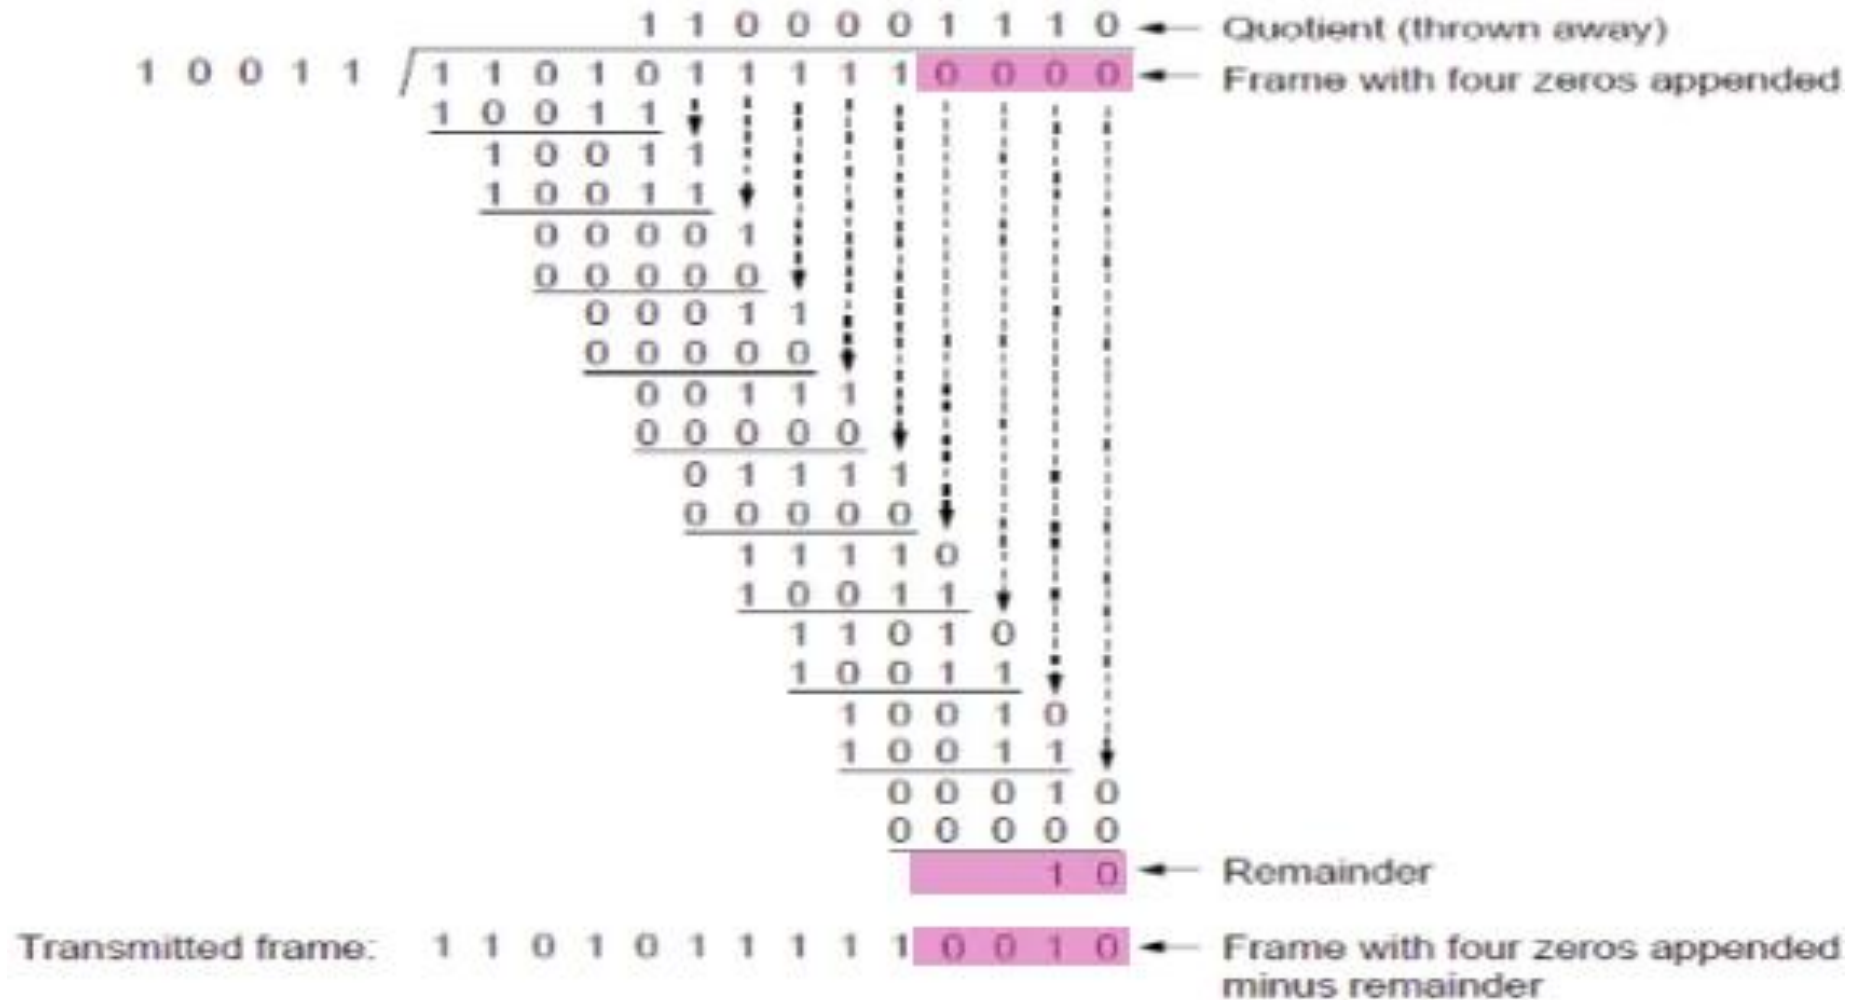 1 1 0 0 0 0 1 1 1 0 Quotient (thrown away)
1 0 0 1 1 1 1 0 1 0 1 1 1 1 1 0 0 0 0 Frame with four zeros appended
1 0 0 1 1
1 0 0 1 1
1 0 0 1 1
0 0 0 0 1
0 0 0 0 0
0 0 0 1 1
0 0 0 0 0
0 0 1 1 1
0 0 0 0 0
0 1 1 1 1
0 0 0 0 0
1 1 1 1 0
1 0 0 1 1
1 1 0 1 0
1 0 0 1 1
1 0 0 1 0
1 0 0 1 1
0 0 0 1 0
0 0 0 0 0
1 0 Remainder
Transmitted frame: 1 1 0 1 0 1 1 1 1 1 0 0 1 0 Frame with four zeros appended
minus remainder